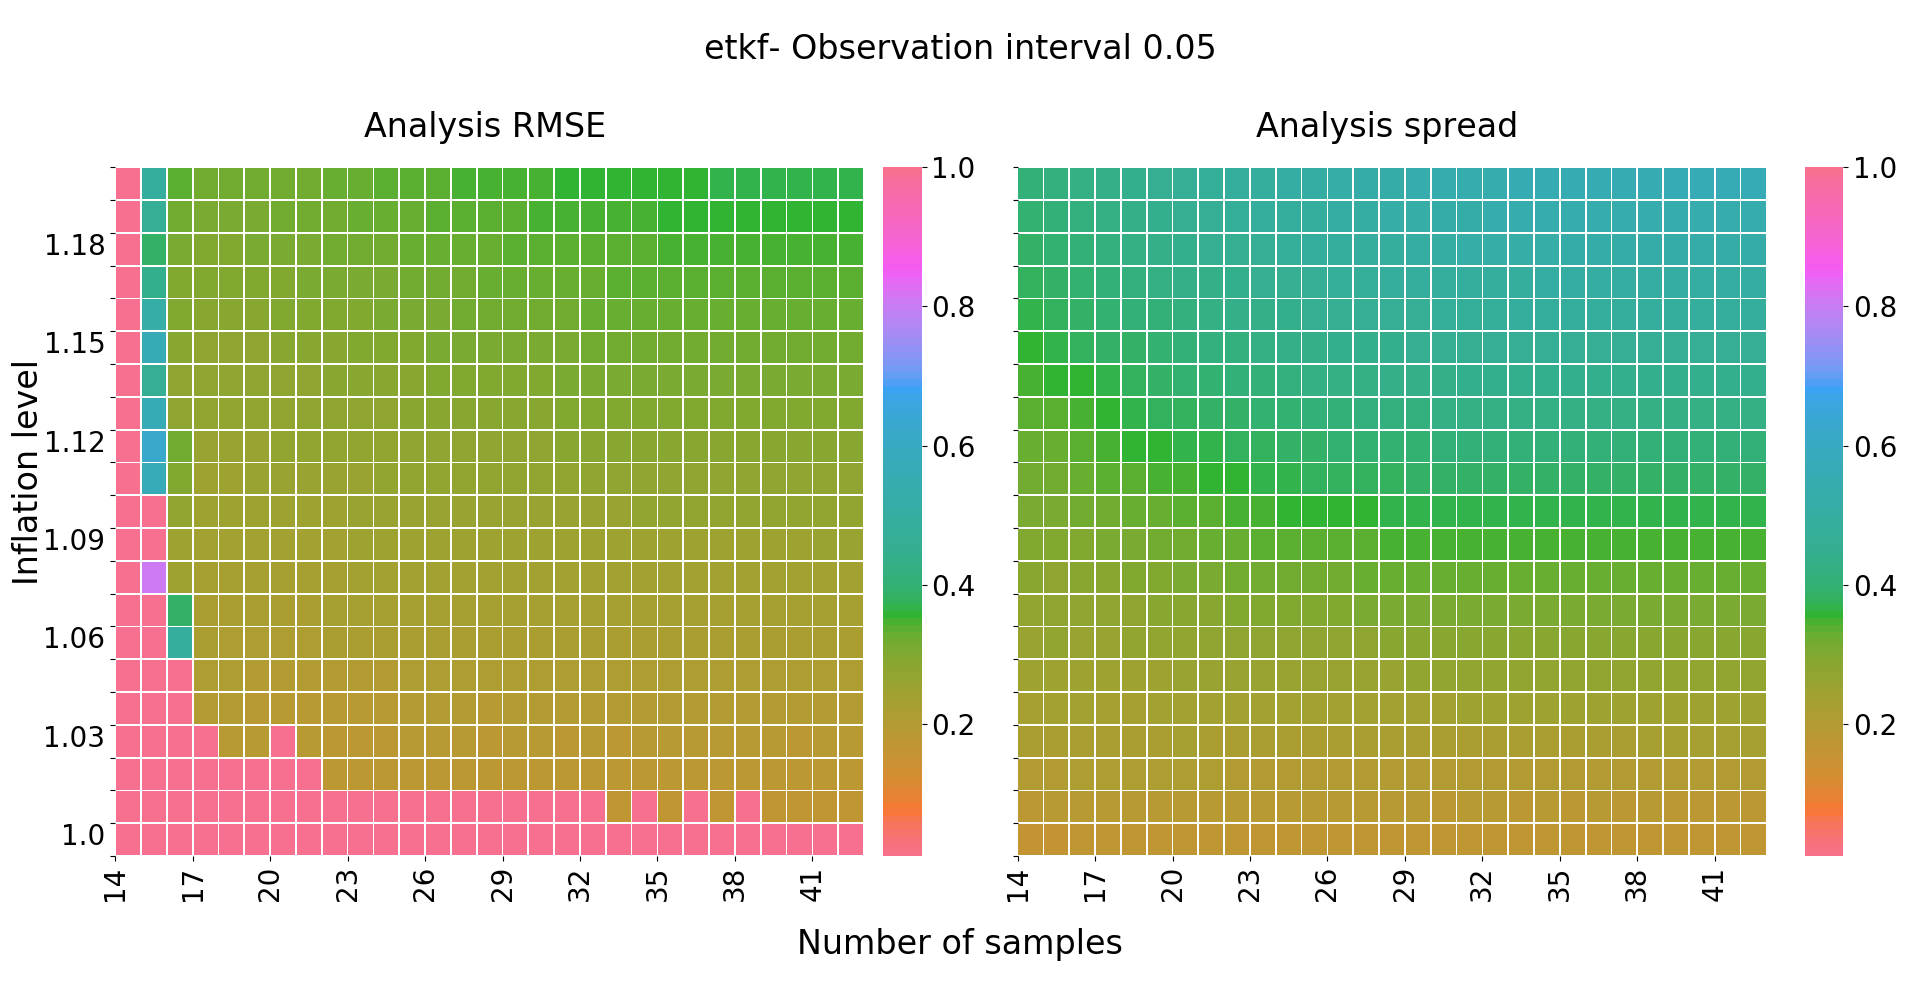 etkf- Observation interval 0.05
Analysis RMSE
Analysis spread
Inflation level
1.18
1.15
1.12
1.09
1.06
1.03
1.0
14 17 20 23 26 29 32 35 38 41
1.0
0.8
0.6
0.4
0.2
14 17 20 23 26 29 32 35 38 41
1.0
0.8
0.6
0.4
0.2
Number of samples